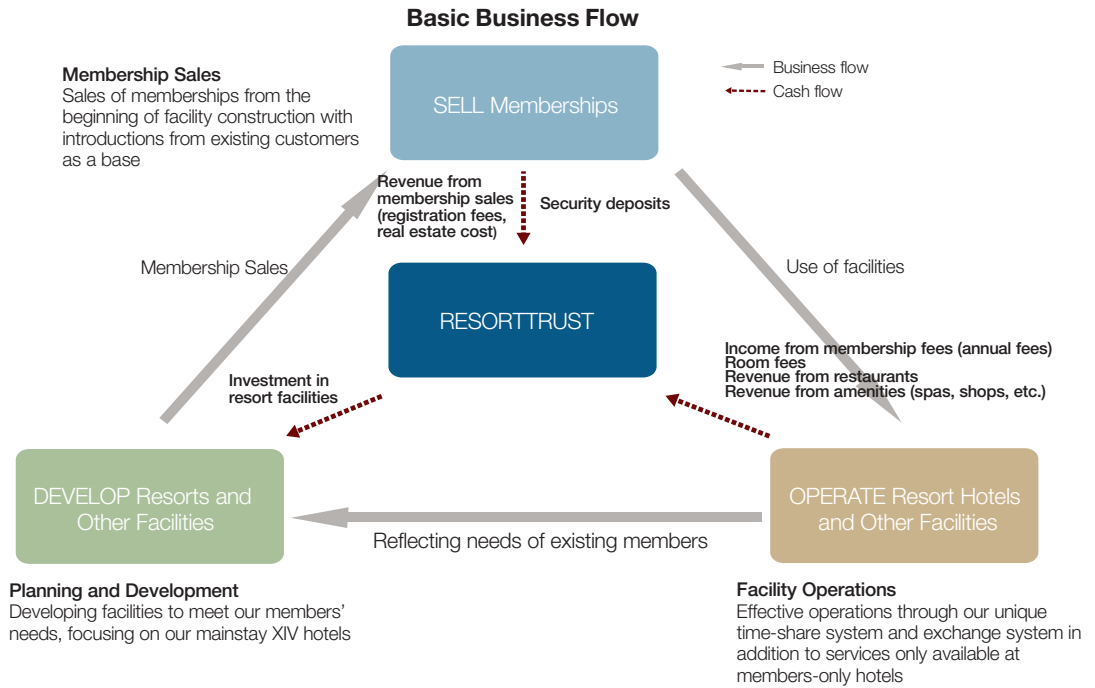 Basic Business Flow
Membership Sales
Sales of memberships from the
beginning of facility construction with
introductions from existing customers
as a base
SELL Memberships
Business flow
Cash flow
Revenue from
membership sales
(registration fees,
real estate cost)
Security deposits
Membership Sales
Use of facilities
RESORTTRUST
Investment in
resort facilities
Income from membership fees (annual fees)
Room fees
Revenue from restaurants
Revenue from amenities (spas, shops, etc.)
DEVELOP Resorts and
Other Facilities
OPERATE Resort Hotels
and Other Facilities
Reflecting needs of existing members
Planning and Development
Developing facilities to meet our members’
needs, focusing on our mainstay XIV hotels
Facility Operations
Effective operations through our unique
time-share system and exchange system in
addition to services only available at
members-only hotels